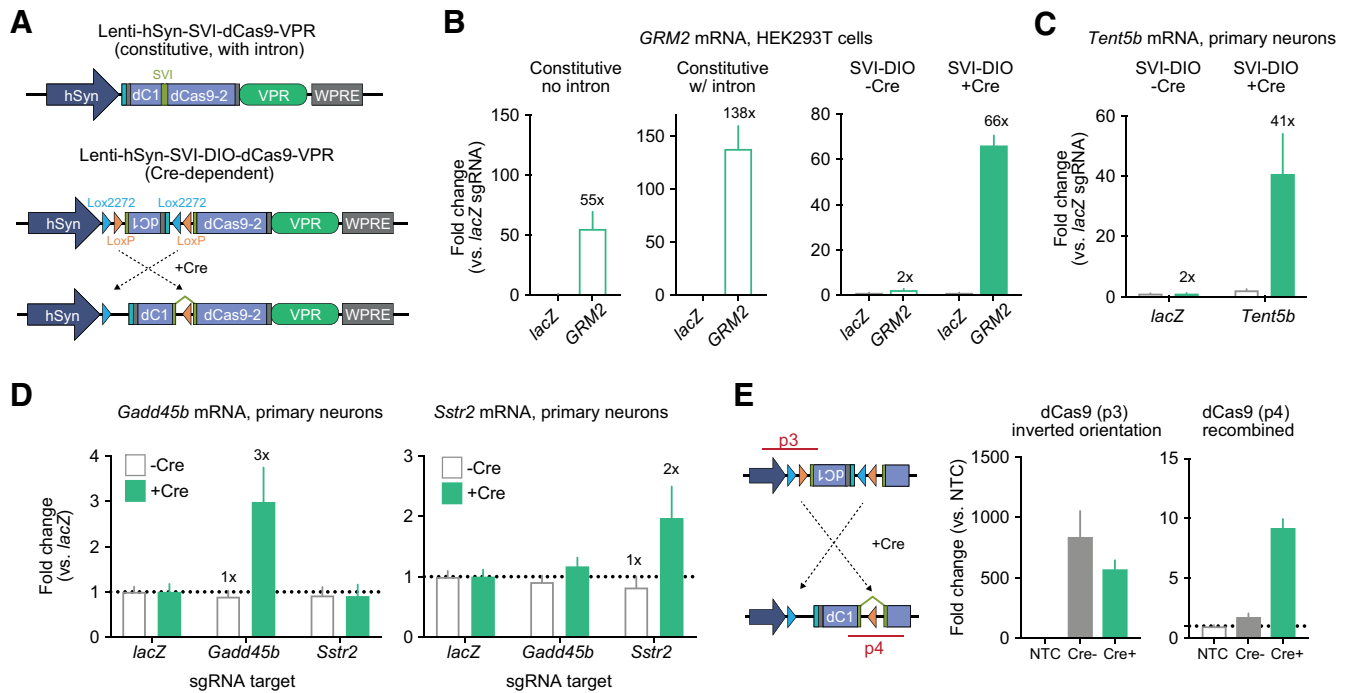 A
Lenti-hSyn-SVI-dCas9-VPR
(constitutive, with intron)
SVI
hSyn
dC1
dCas9-2
VPR
WPRE
Lenti-hSyn-SVI-DIO-dCas9-VPR
(Cre-dependent)
Lox2272
Lox2272
hSyn
dC1
dCas9-2
VPR
WPRE
LoxP
LoxP
+Cre
hSyn
dC1
dCas9-2
VPR
WPRE
B
GRM2 mRNA, HEK293T cells
Constitutive
no intron
Constitutive
w/ intron
SVI-DIO
-Cre
SVI-DIO
+Cre
Fold change
(vs. lacZ sgRNA)
150
100
50
0
55x
lacZ
GRM2
150
100
50
0
138x
lacZ
GRM2
80
60
40
20
0
2x
66x
lacZ
GRM2
lacZ
GRM2
C
Tent5b mRNA, primary neurons
SVI-DIO
-Cre
SVI-DIO
+Cre
Fold change
(vs. lacZ sgRNA)
60
40
20
0
2x
41x
lacZ
Tent5b
D
Gadd45b mRNA, primary neurons
Fold change
(vs. lacZ)
4
3
2
1
0
-Cre
+Cre
1x
3x
lacZ
Gadd45b
Sstr2
sgRNA target
Sstr2 mRNA, primary neurons
3
2
1
0
-Cre
+Cre
1x
2x
lacZ
Gadd45b
Sstr2
sgRNA target
E
p3
dC1
+Cre
dC1
p4
dCas9 (p3)
inverted orientation
Fold change (vs. NTC)
1500
1000
500
0
NTC
Cre-
Cre+
dCas9 (p4)
recombined
15
10
5
0
NTC
Cre-
Cre+